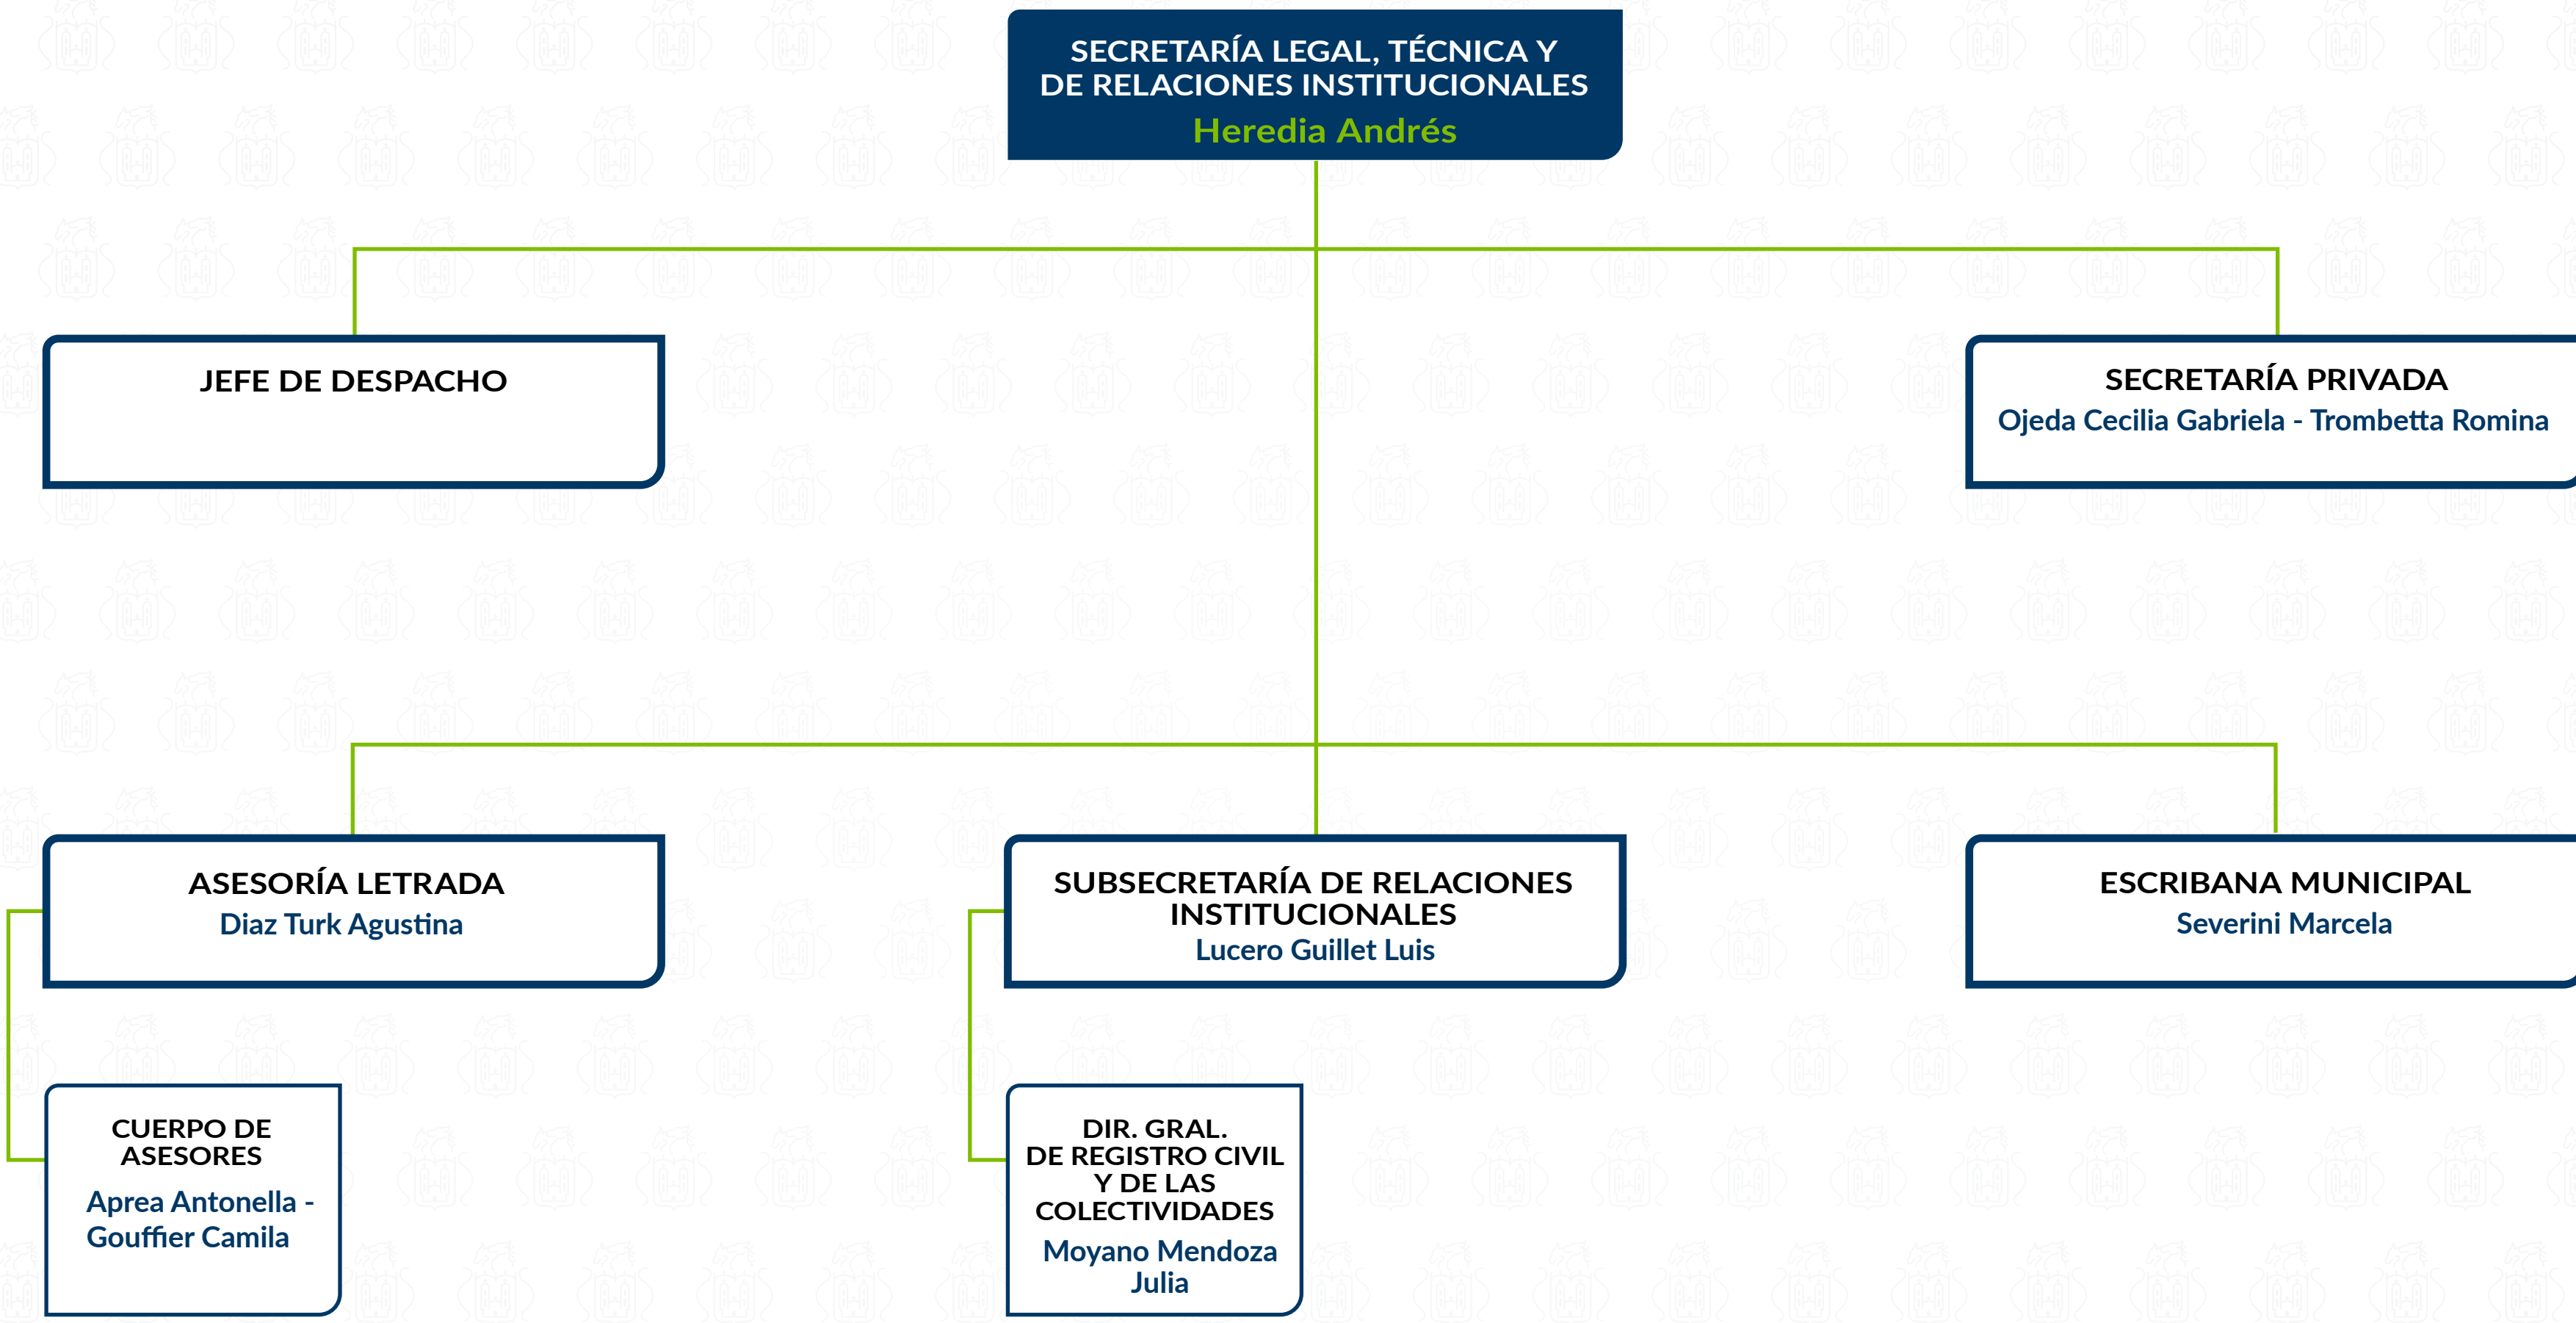 SECRETARÍA LEGAL, TÉCNICA Y
DE RELACIONES INSTITUCIONALES
Heredia Andrés
JEFE DE DESPACHO
SECRETARÍA PRIVADA
Ojeda Cecilia Gabriela - Trombetta Romina
ASESORÍA LETRADA
Diaz Turk Agustina
SUBSECRETARÍA DE RELACIONES
INSTITUCIONALES
Lucero Guillet Luis
ESCRIBANA MUNICIPAL
Severini Marcela
CUERPO DE
ASESORES
Aprea Antonella -
Gouffier Camila
DIR. GRAL.
DE REGISTRO CIVIL
Y DE LAS
COLECTIVIDADES
Moyano Mendoza
Julia